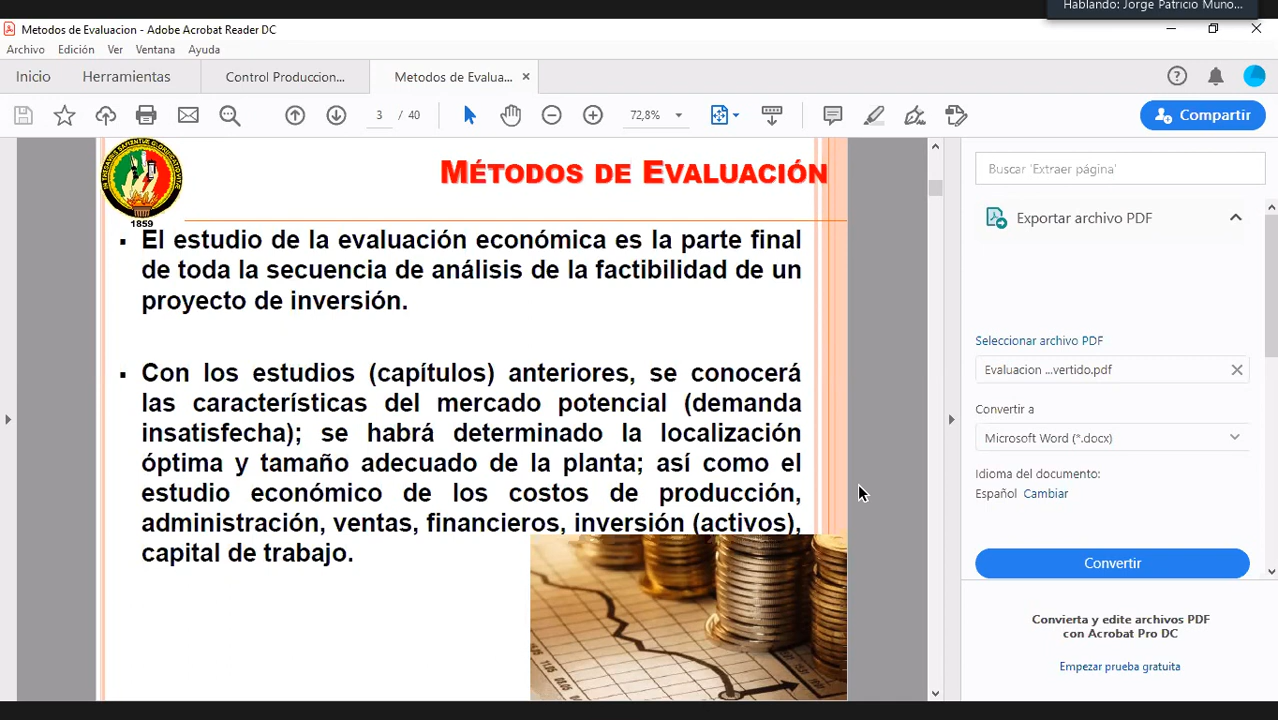 Hablando: Jorge Patricio Muno...
Metodos de Evaluacion - Adobe Acrobat Reader DC
Archivo Edición Ver Ventana Ayuda
Inicio Herramientas Control Produccion... Metodos de Evalua... ×
3 / 40 72,8% Compartir
MÉTODOS DE EVALUACIÓN
1859
▪ El estudio de la evaluación económica es la parte final
de toda la secuencia de análisis de la factibilidad de un
proyecto de inversión.
▪ Con los estudios (capítulos) anteriores, se conocerá
las características del mercado potencial (demanda
insatisfecha); se habrá determinado la localización
óptima y tamaño adecuado de la planta; así como el
estudio económico de los costos de producción,
administración, ventas, financieros, inversión (activos),
capital de trabajo.
Buscar 'Extraer página'
Exportar archivo PDF
Seleccionar archivo PDF
Evaluacion ...vertido.pdf
Convertir a
Microsoft Word (*.docx)
Idioma del documento:
Español Cambiar
Convertir
Convierta y edite archivos PDF
con Acrobat Pro DC
Empezar prueba gratuita